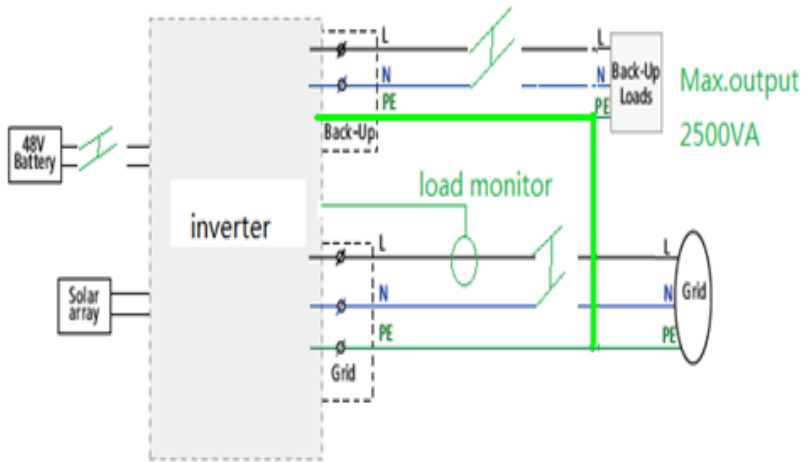 L
N
PE
Back-Up
L
N
PE
Back-Up
Loads
Max.output
2500VA
48V
Battery
load monitor
inverter
Solar
array
L
N
PE
Grid
L
N
PE
Grid